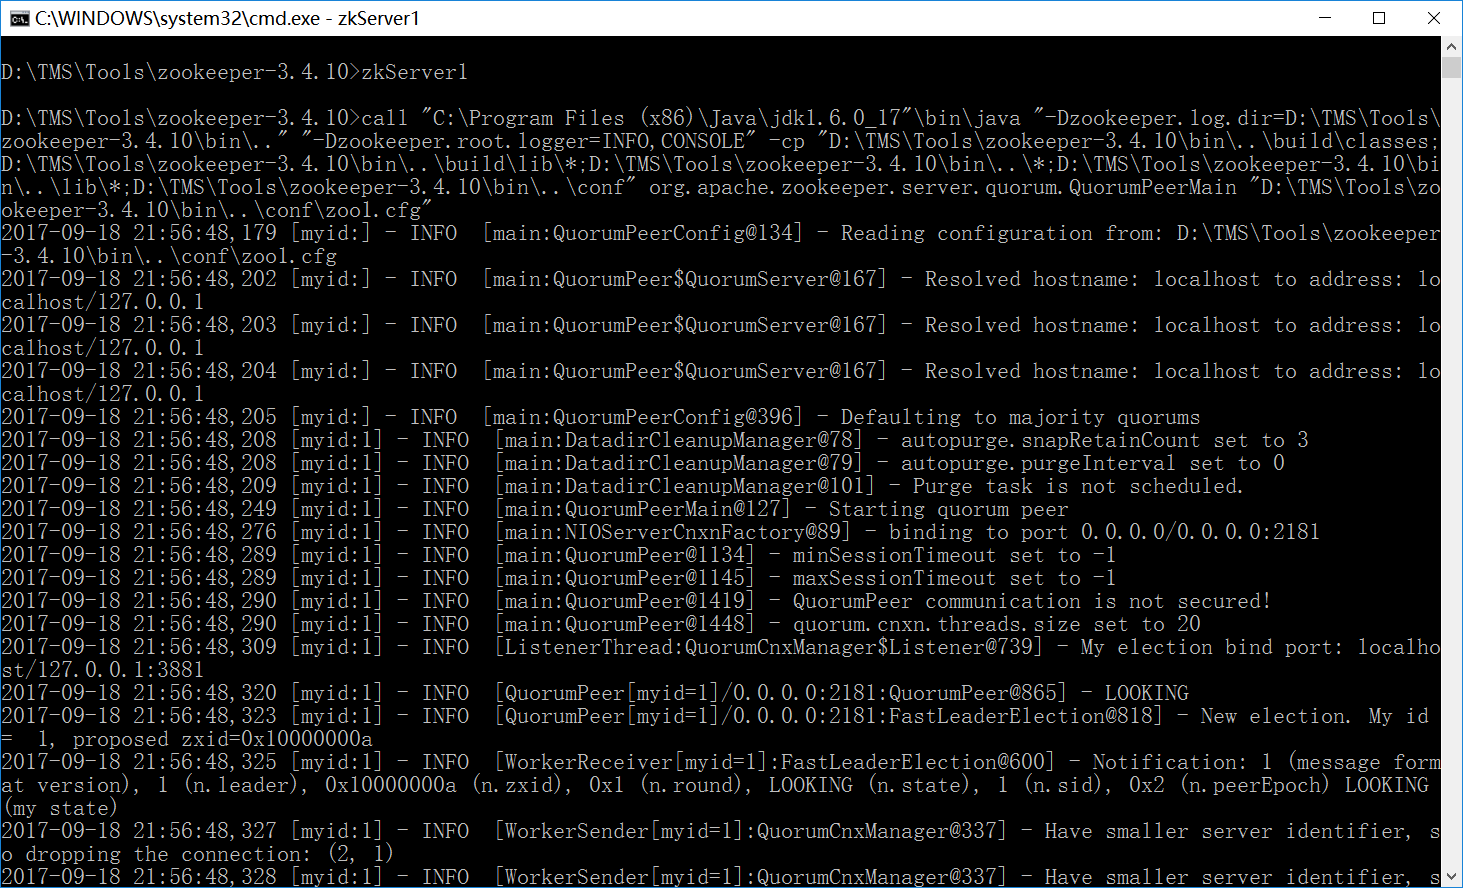 C:\WINDOWS\system32\cmd.exe - zkServer1
D:\TMS\Tools\zookeeper-3.4.10>zkServer1
D:\TMS\Tools\zookeeper-3.4.10>call "C:\Program Files (x86)\Java\jdk1.6.0_17"\bin\java "-Dzookeeper.log.dir=D:\TMS\Tools\
zookeeper-3.4.10\bin\.." "-Dzookeeper.root.logger=INFO,CONSOLE" -cp "D:\TMS\Tools\zookeeper-3.4.10\bin\..\build\classes;
D:\TMS\Tools\zookeeper-3.4.10\bin\..\build\lib\*;D:\TMS\Tools\zookeeper-3.4.10\bin\..\*;D:\TMS\Tools\zookeeper-3.4.10\bi
n\..\lib\*;D:\TMS\Tools\zookeeper-3.4.10\bin\..\conf" org.apache.zookeeper.server.quorum.QuorumPeerMain "D:\TMS\Tools\zo
okeeper-3.4.10\bin\..\conf\zoo1.cfg"
2017-09-18 21:56:48,179 [myid:] - INFO  [main:QuorumPeerConfig@134] - Reading configuration from: D:\TMS\Tools\zookeeper
-3.4.10\bin\..\conf\zoo1.cfg
2017-09-18 21:56:48,202 [myid:] - INFO  [main:QuorumPeer$QuorumServer@167] - Resolved hostname: localhost to address: lo
calhost/127.0.0.1
2017-09-18 21:56:48,203 [myid:] - INFO  [main:QuorumPeer$QuorumServer@167] - Resolved hostname: localhost to address: lo
calhost/127.0.0.1
2017-09-18 21:56:48,204 [myid:] - INFO  [main:QuorumPeer$QuorumServer@167] - Resolved hostname: localhost to address: lo
calhost/127.0.0.1
2017-09-18 21:56:48,205 [myid:] - INFO  [main:QuorumPeerConfig@396] - Defaulting to majority quorums
2017-09-18 21:56:48,208 [myid:1] - INFO  [main:DatadirCleanupManager@78] - autopurge.snapRetainCount set to 3
2017-09-18 21:56:48,208 [myid:1] - INFO  [main:DatadirCleanupManager@79] - autopurge.purgeInterval set to 0
2017-09-18 21:56:48,209 [myid:1] - INFO  [main:DatadirCleanupManager@101] - Purge task is not scheduled.
2017-09-18 21:56:48,249 [myid:1] - INFO  [main:QuorumPeerMain@127] - Starting quorum peer
2017-09-18 21:56:48,276 [myid:1] - INFO  [main:NIOServerCnxnFactory@89] - binding to port 0.0.0.0/0.0.0.0:2181
2017-09-18 21:56:48,289 [myid:1] - INFO  [main:QuorumPeer@1134] - minSessionTimeout set to -1
2017-09-18 21:56:48,289 [myid:1] - INFO  [main:QuorumPeer@1145] - maxSessionTimeout set to -1
2017-09-18 21:56:48,290 [myid:1] - INFO  [main:QuorumPeer@1419] - QuorumPeer communication is not secured!
2017-09-18 21:56:48,290 [myid:1] - INFO  [main:QuorumPeer@1448] - quorum.cnxn.threads.size set to 20
2017-09-18 21:56:48,309 [myid:1] - INFO  [ListenerThread:QuorumCnxManager$Listener@739] - My election bind port: localho
st/127.0.0.1:3881
2017-09-18 21:56:48,320 [myid:1] - INFO  [QuorumPeer[myid=1]/0.0.0.0:2181:QuorumPeer@865] - LOOKING
2017-09-18 21:56:48,323 [myid:1] - INFO  [QuorumPeer[myid=1]/0.0.0.0:2181:FastLeaderElection@818] - New election. My id
=  1, proposed zxid=0x10000000a
2017-09-18 21:56:48,325 [myid:1] - INFO  [WorkerReceiver[myid=1]:FastLeaderElection@600] - Notification: 1 (message form
at version), 1 (n.leader), 0x10000000a (n.zxid), 0x1 (n.round), LOOKING (n.state), 1 (n.sid), 0x2 (n.peerEpoch) LOOKING
(my state)
2017-09-18 21:56:48,327 [myid:1] - INFO  [WorkerSender[myid=1]:QuorumCnxManager@337] - Have smaller server identifier, s
o dropping the connection: (2, 1)
2017-09-18 21:56:48,328 [myid:1] - INFO  [WorkerSender[myid=1]:QuorumCnxManager@337] - Have smaller server identifier, s